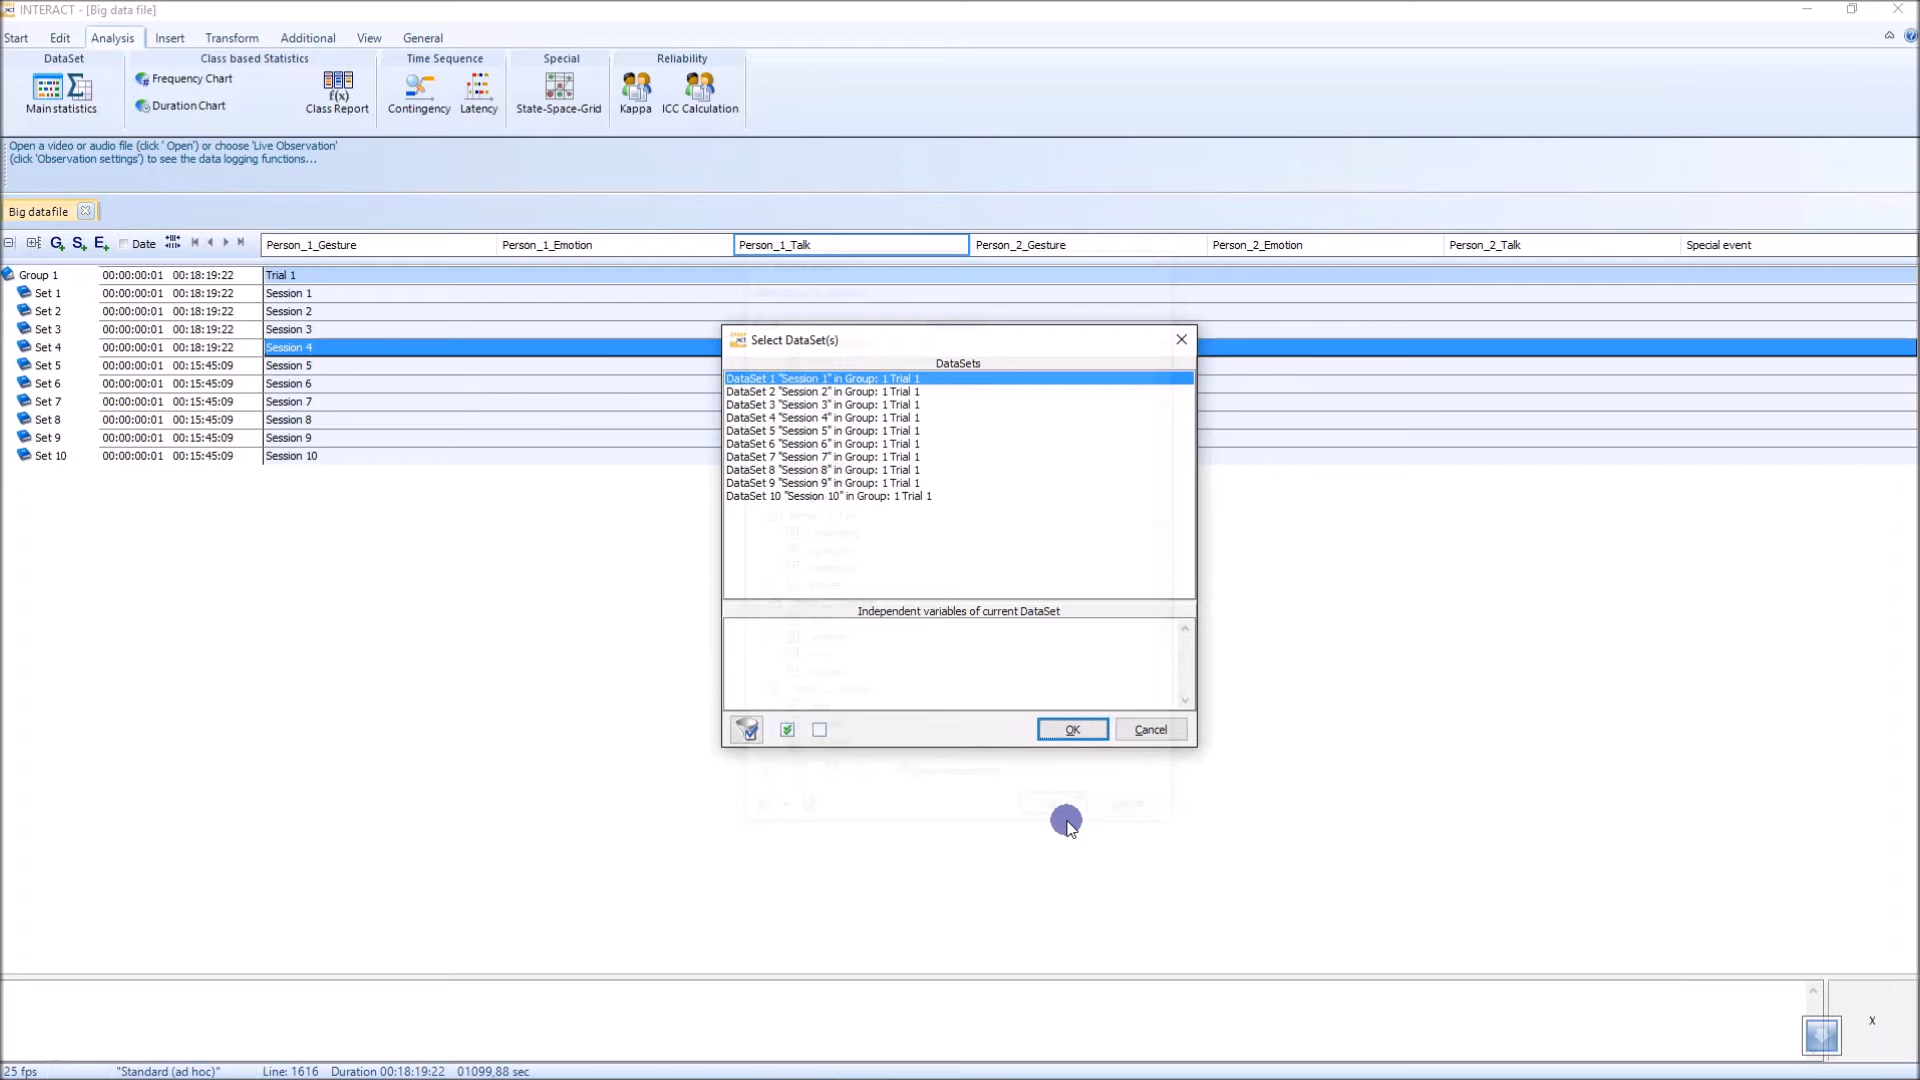 INTERACT - [Big data file]
Start Edit Analysis Insert Transform Additional View General
DataSet Class based Statistics Time Sequence Special Reliability
Frequency Chart
Duration Chart
Main statistics f(x) Class Report Contingency Latency State-Space-Grid Kappa ICC Calculation
Open a video or audio file (click ' Open') or choose 'Live Observation'
(click 'Observation settings') to see the data logging functions...
Big datafile
G+ S+ E+ Date Person_1_Gesture Person_1_Emotion Person_1_Talk Person_2_Gesture Person_2_Emotion Person_2_Talk Special event
Group 1 00:00:00:01 00:18:19:22 Trial 1
Set 1 00:00:00:01 00:18:19:22 Session 1
Set 2 00:00:00:01 00:18:19:22 Session 2
Set 3 00:00:00:01 00:18:19:22 Session 3
Set 4 00:00:00:01 00:18:19:22 Session 4
Set 5 00:00:00:01 00:15:45:09 Session 5
Set 6 00:00:00:01 00:15:45:09 Session 6
Set 7 00:00:00:01 00:15:45:09 Session 7
Set 8 00:00:00:01 00:15:45:09 Session 8
Set 9 00:00:00:01 00:15:45:09 Session 9
Set 10 00:00:00:01 00:15:45:09 Session 10
Select DataSet(s)
DataSets
DataSet 1 "Session 1" in Group: 1 Trial 1
DataSet 2 "Session 2" in Group: 1 Trial 1
DataSet 3 "Session 3" in Group: 1 Trial 1
DataSet 4 "Session 4" in Group: 1 Trial 1
DataSet 5 "Session 5" in Group: 1 Trial 1
DataSet 6 "Session 6" in Group: 1 Trial 1
DataSet 7 "Session 7" in Group: 1 Trial 1
DataSet 8 "Session 8" in Group: 1 Trial 1
DataSet 9 "Session 9" in Group: 1 Trial 1
DataSet 10 "Session 10" in Group: 1 Trial 1
Independent variables of current DataSet
OK Cancel
X
25 fps "Standard (ad hoc)" Line: 1616 Duration 00:18:19:22 01099,88 sec